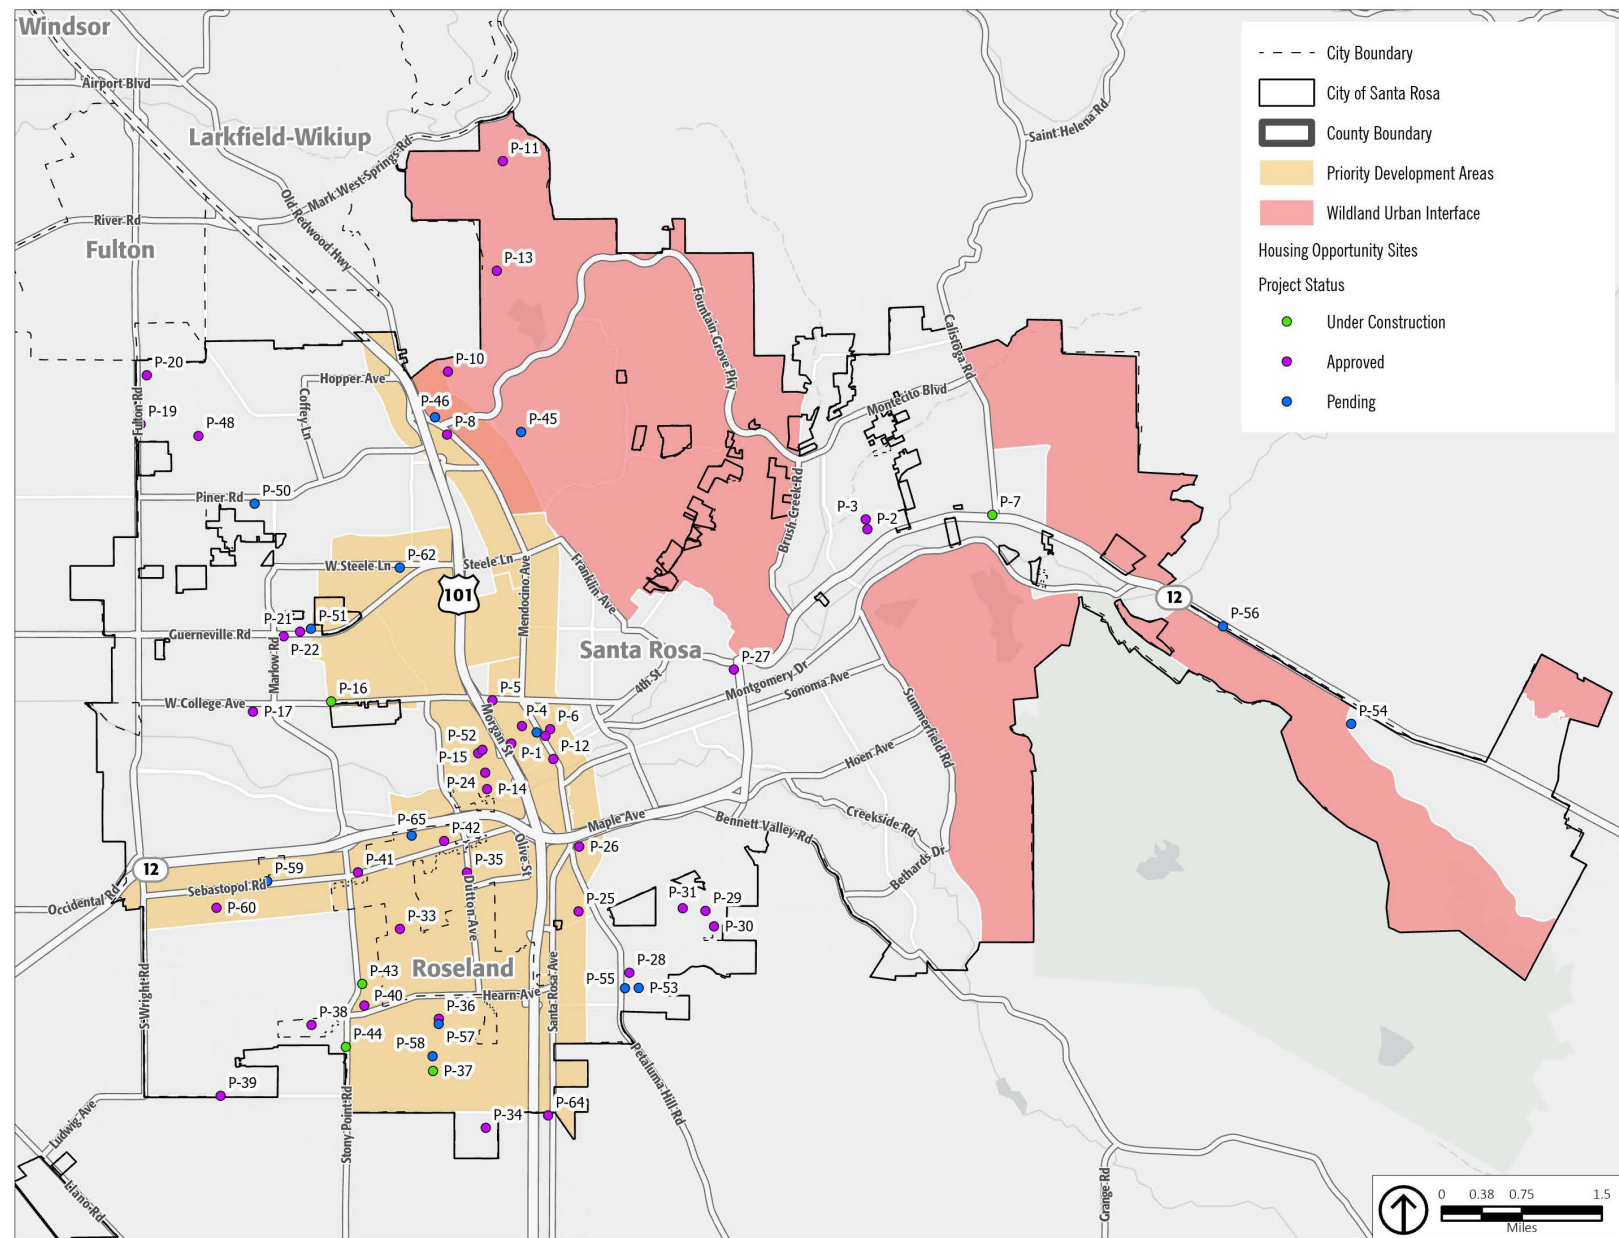 Windsor
Airport Blvd
Larkfield-Wikiup
Mark West Springs Rd
Old Redwood Hwy
River Rd
Fulton
Saint Helena Rd
City Boundary
City of Santa Rosa
County Boundary
Priority Development Areas
Wildland Urban Interface
Housing Opportunity Sites
Project Status
Under Construction
Approved
Pending
P-11
P-13
Fountain Grove Pky
Calistoga Rd
P-20
P-10
Hopper Ave
Fulton Rd
Coffey Ln
P-19
P-48
P-46
P-8
P-45
Montecito Blvd
Piner Rd
P-50
Brush Creek Rd
P-3
P-2
P-7
W Steele Ln
P-62
Steele Ln
101
Mendocino Ave
Franklin Ave
12
P-56
P-21
P-51
Guerneville Rd
P-22
Marlow Rd
Santa Rosa
P-27
4th St
Montgomery Dr
Sonoma Ave
Summerfield Rd
P-16
W College Ave
P-17
P-5
Morgan St
P-4
P-6
P-54
P-52
P-1
P-12
P-15
P-24
P-14
Hoen Ave
Maple Ave
Bennett Valley Rd
Creekside Rd
Bethards Dr
P-65
P-42
Olive St
P-26
12
P-59
P-41
P-35
Sebastopol Rd
Occidental Rd
P-60
Dutton Ave
P-25
P-31
P-29
P-30
P-33
Roseland
P-43
P-28
P-55
P-53
P-40
Hearn Ave
Santa Rosa Ave
S Wright Rd
P-38
P-36
P-44
P-57
P-58
P-37
Petaluma Hill Rd
P-39
Stony Point Rd
P-34
P-64
Ludwig Ave
Llano Rd
Grange Rd
0 0.38 0.75 1.5
Miles